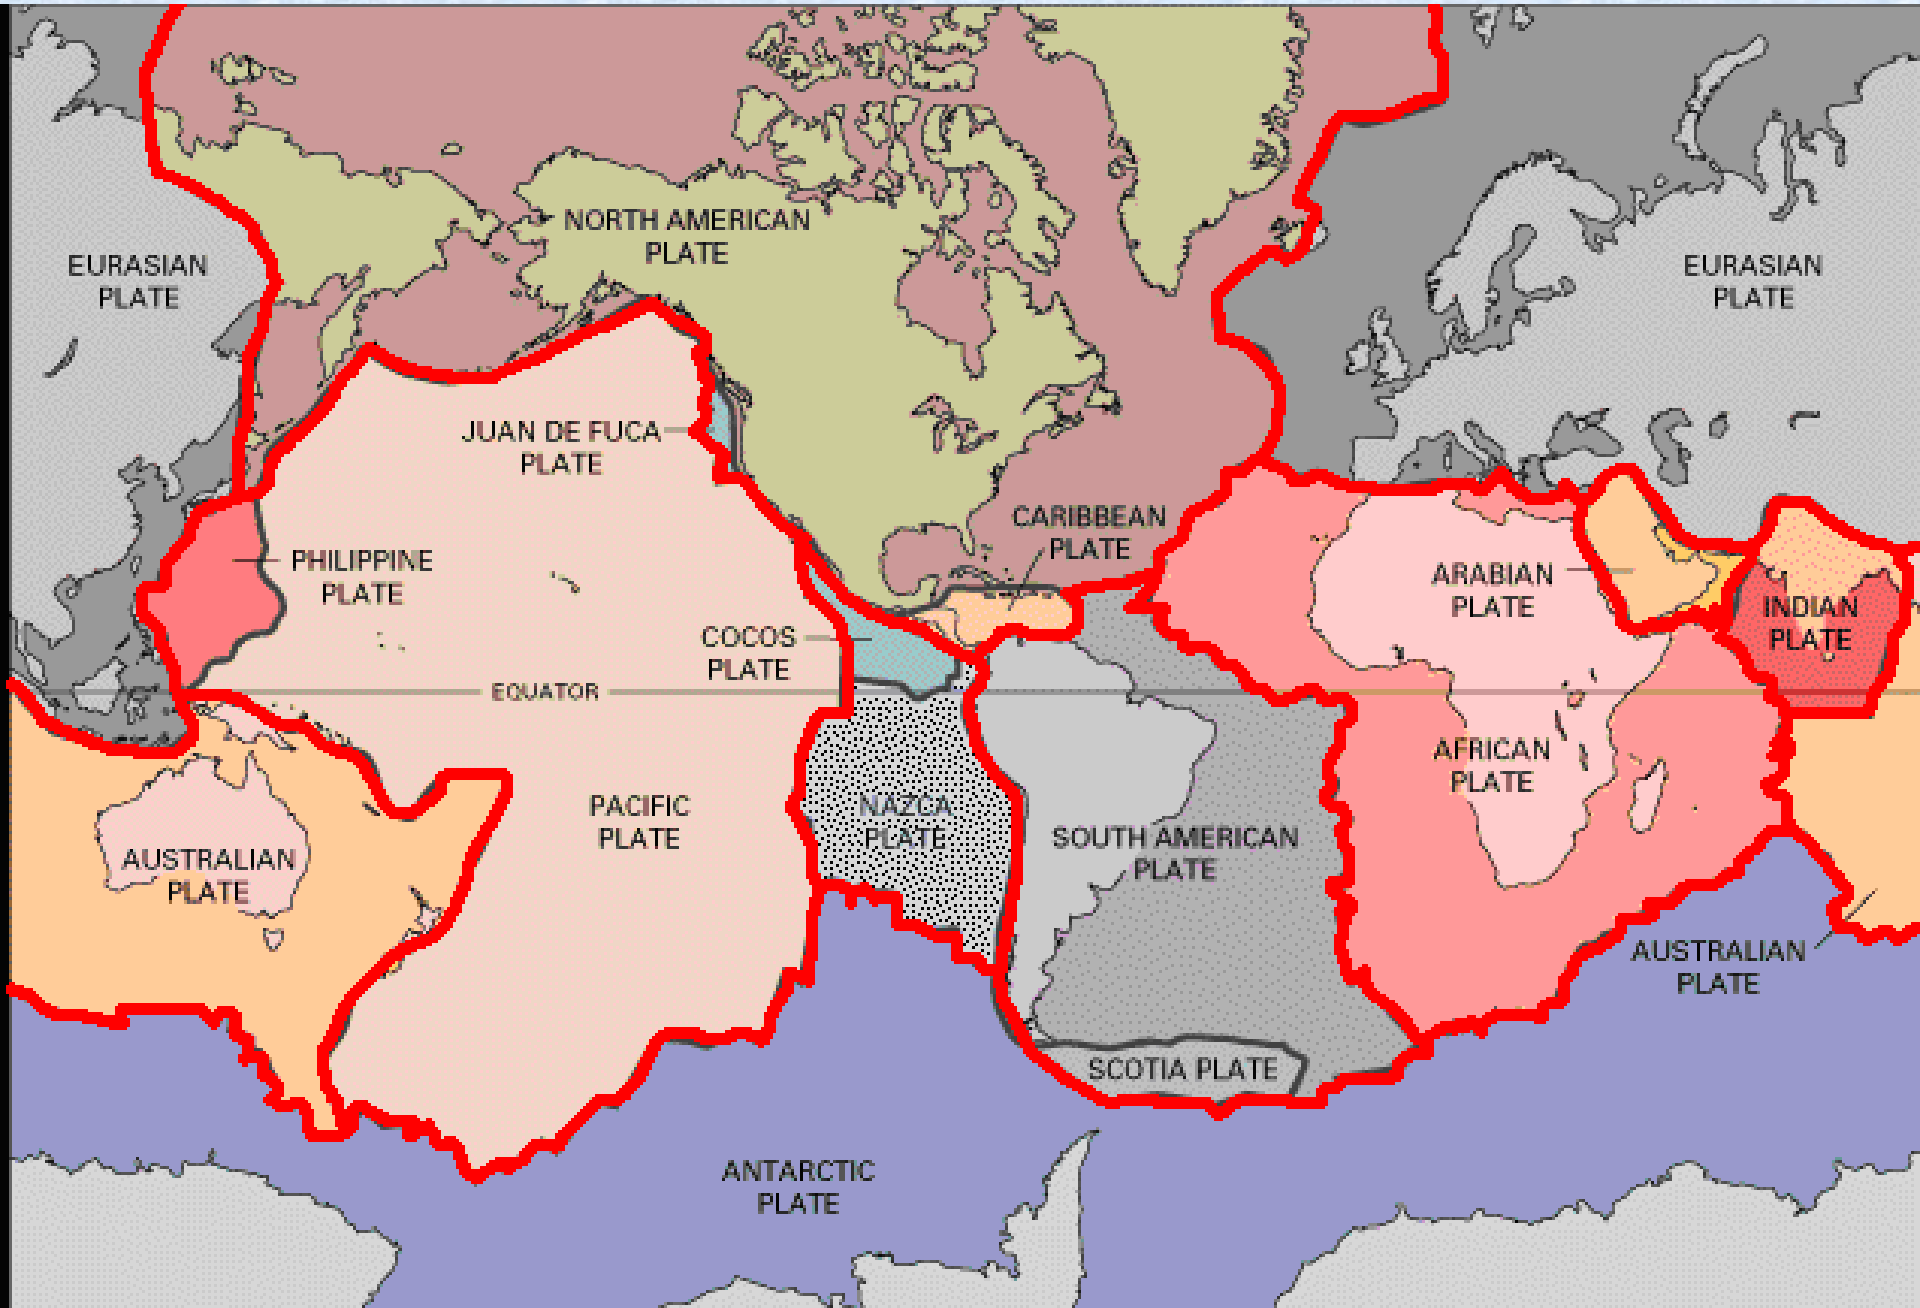 NORTH AMERICAN
PLATE
EURASIAN
PLATE
EURASIAN
PLATE
JUAN DE FUCA
PLATE
CARIBBEAN
PLATE
PHILIPPINE
PLATE
ARABIAN
PLATE
INDIAN
PLATE
COCOS
PLATE
EQUATOR
AFRICAN
PLATE
PACIFIC
PLATE
NAZCA
PLATE
SOUTH AMERICAN
PLATE
AUSTRALIAN
PLATE
AUSTRALIAN
PLATE
SCOTIA PLATE
ANTARCTIC
PLATE